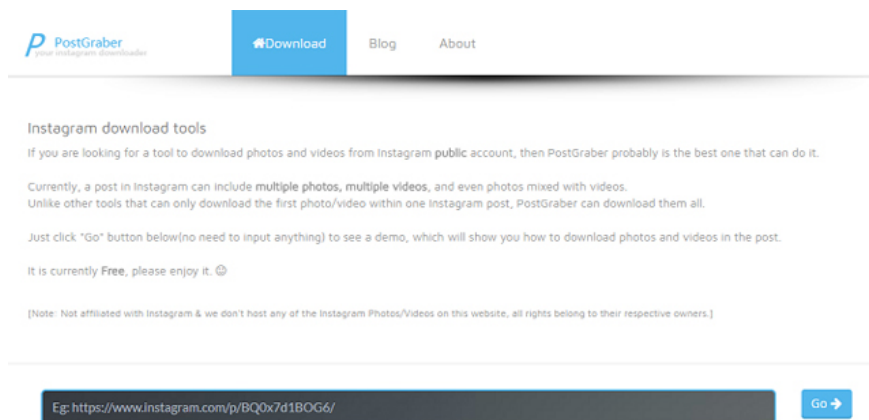 PostGraber
your instagram downloader
Download
Blog
About
Instagram download tools
If you are looking for a tool to download photos and videos from Instagram public account, then PostGraber probably is the best one that can do it.
Currently, a post in Instagram can include multiple photos, multiple videos, and even photos mixed with videos.
Unlike other tools that can only download the first photo/video within one Instagram post, PostGraber can download them all.
Just click "Go" button below(no need to input anything) to see a demo, which will show you how to download photos and videos in the post.
It is currently Free, please enjoy it. ☺
[Note: Not affiliated with Instagram & we don't host any of the Instagram Photos/Videos on this website, all rights belong to their respective owners.]
Eg: https://www.instagram.com/p/BQ0x7d1BOG6/
Go →